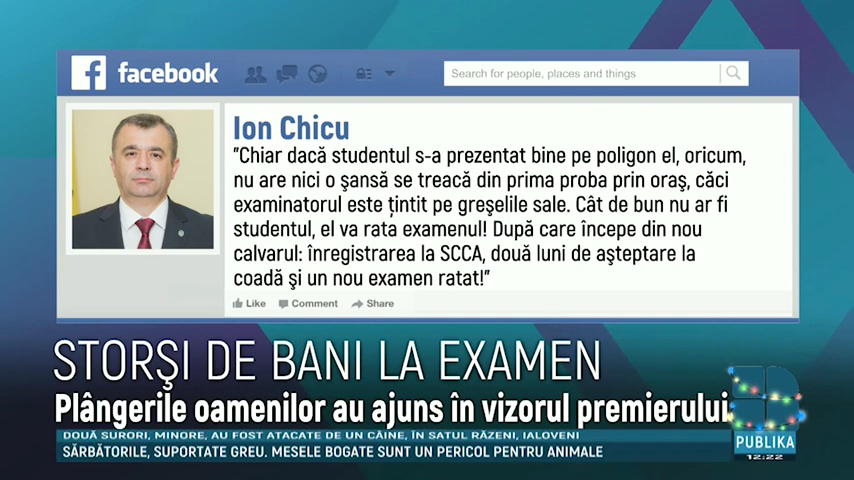 facebook
Search for people, places and things
Ion Chicu
"Chiar dacă studentul s-a prezentat bine pe poligon el, oricum,
nu are nici o şansă se treacă din prima proba prin oraş, căci
examinatorul este ţintit pe greşelile sale. Cât de bun nu ar fi
studentul, el va rata examenul! După care începe din nou
calvarul: înregistrarea la SCCA, două luni de aşteptare la
coadă şi un nou examen ratat!"
Like Comment Share
STORŞI DE BANI LA EXAMEN
Plângerile oamenilor au ajuns în vizorul premierului
DOUĂ SURORI, MINORE, AU FOST ATACATE DE UN CÂINE, ÎN SATUL RĂZENI, IALOVENI
SĂRBĂTORILE, SUPORTATE GREU. MESELE BOGATE SUNT UN PERICOL PENTRU ANIMALE
PUBLIKA
12:22